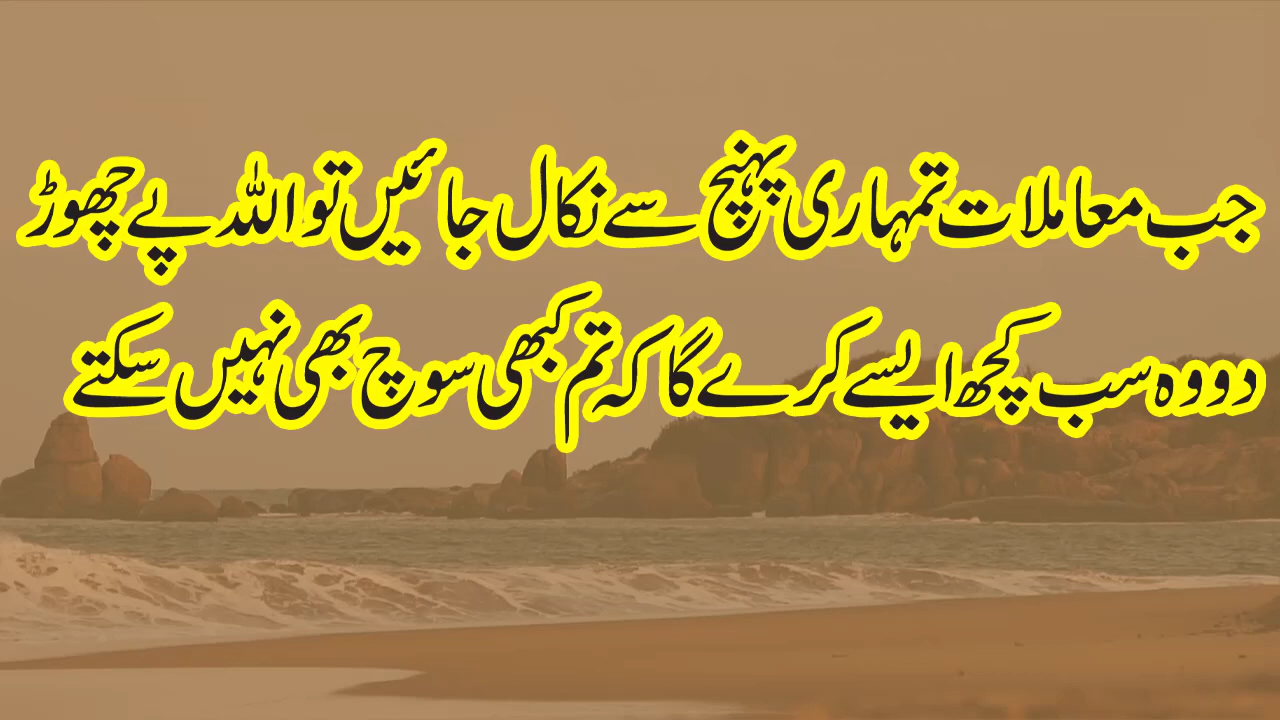 جب معاملات تمہاری پہنچ سے نکال جائیں تو اللہ پے چھوڑ
دو وہ سب کچھ ایسے کرے گا کہ تم کبھی سوچ بھی نہیں سکتے